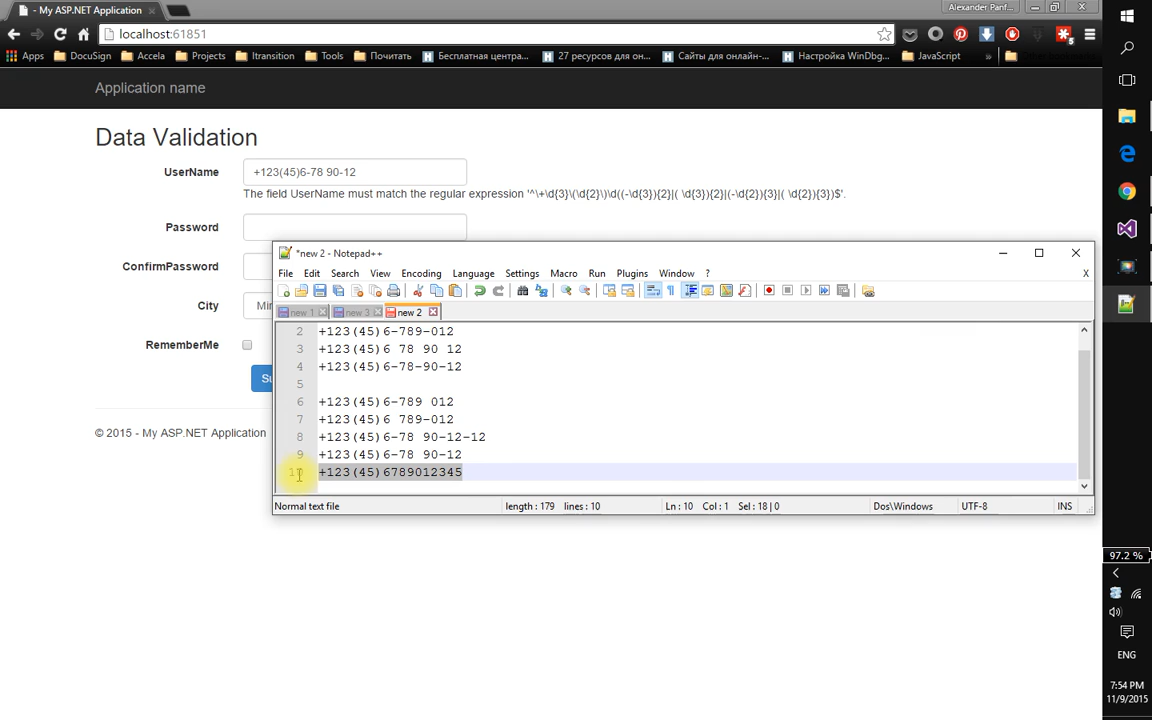 - My ASP.NET Application
Alexander Panf...
localhost:61851
Apps DocuSign Accela Projects Itransition Tools Почитать Бесплатная центра... 27 ресурсов для он... Сайты для онлайн-... Настройка WinDbg... JavaScript »
Application name
Data Validation
UserName +123(45)6-78 90-12
The field UserName must match the regular expression '^\+\d{3}\(\d{2}\)\d((-\d{3}){2}|( \d{3}){2}|(-\d{2}){3}|( \d{2}){3})$'.
Password
ConfirmPassword
City
RememberMe
© 2015 - My ASP.NET Application
*new 2 - Notepad++
File Edit Search View Encoding Language Settings Macro Run Plugins Window ? X
new 1 new 3 new 2
2 +123(45)6-789-012
3 +123(45)6 78 90 12
4 +123(45)6-78-90-12
5
6 +123(45)6-789 012
7 +123(45)6 789-012
8 +123(45)6-78 90-12-12
9 +123(45)6-78 90-12
10 +123(45)6789012345
Normal text file length : 179 lines : 10 Ln : 10 Col : 1 Sel : 18 | 0 Dos\Windows UTF-8 INS
97.2 %
ENG
7:54 PM
11/9/2015